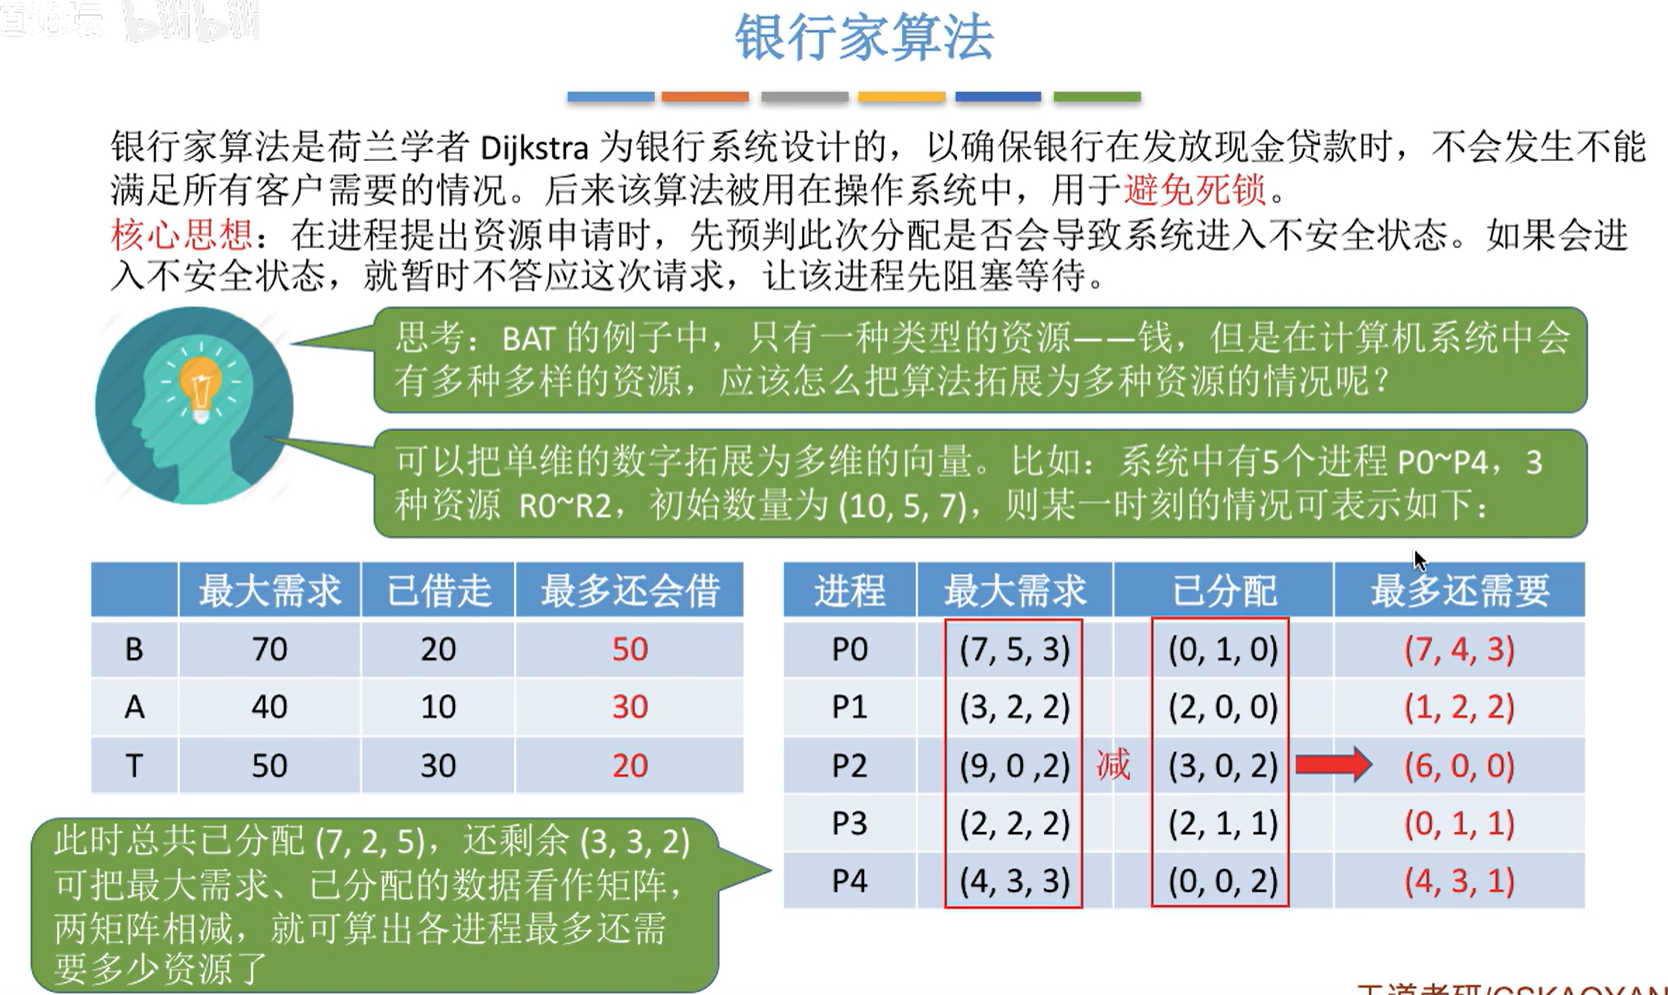 道论坛 bilibili
银行家算法
银行家算法是荷兰学者 Dijkstra 为银行系统设计的，以确保银行在发放现金贷款时，不会发生不能
满足所有客户需要的情况。后来该算法被用在操作系统中，用于避免死锁。
核心思想：在进程提出资源申请时，先预判此次分配是否会导致系统进入不安全状态。如果会进
入不安全状态，就暂时不答应这次请求，让该进程先阻塞等待。
思考：BAT 的例子中，只有一种类型的资源——钱，但是在计算机系统中会
有多种多样的资源，应该怎么把算法拓展为多种资源的情况呢？
可以把单维的数字拓展为多维的向量。比如：系统中有5个进程 P0~P4，3
种资源 R0~R2，初始数量为 (10, 5, 7)，则某一时刻的情况可表示如下：
最大需求 已借走 最多还会借
B 70 20 50
A 40 10 30
T 50 30 20
进程 最大需求 已分配 最多还需要
P0 (7, 5, 3) (0, 1, 0) (7, 4, 3)
P1 (3, 2, 2) (2, 0, 0) (1, 2, 2)
P2 (9, 0 ,2) 减 (3, 0, 2) (6, 0, 0)
P3 (2, 2, 2) (2, 1, 1) (0, 1, 1)
P4 (4, 3, 3) (0, 0, 2) (4, 3, 1)
此时总共已分配 (7, 2, 5)，还剩余 (3, 3, 2)
可把最大需求、已分配的数据看作矩阵，
两矩阵相减，就可算出各进程最多还需
要多少资源了
王道考研/CSKAOYAN